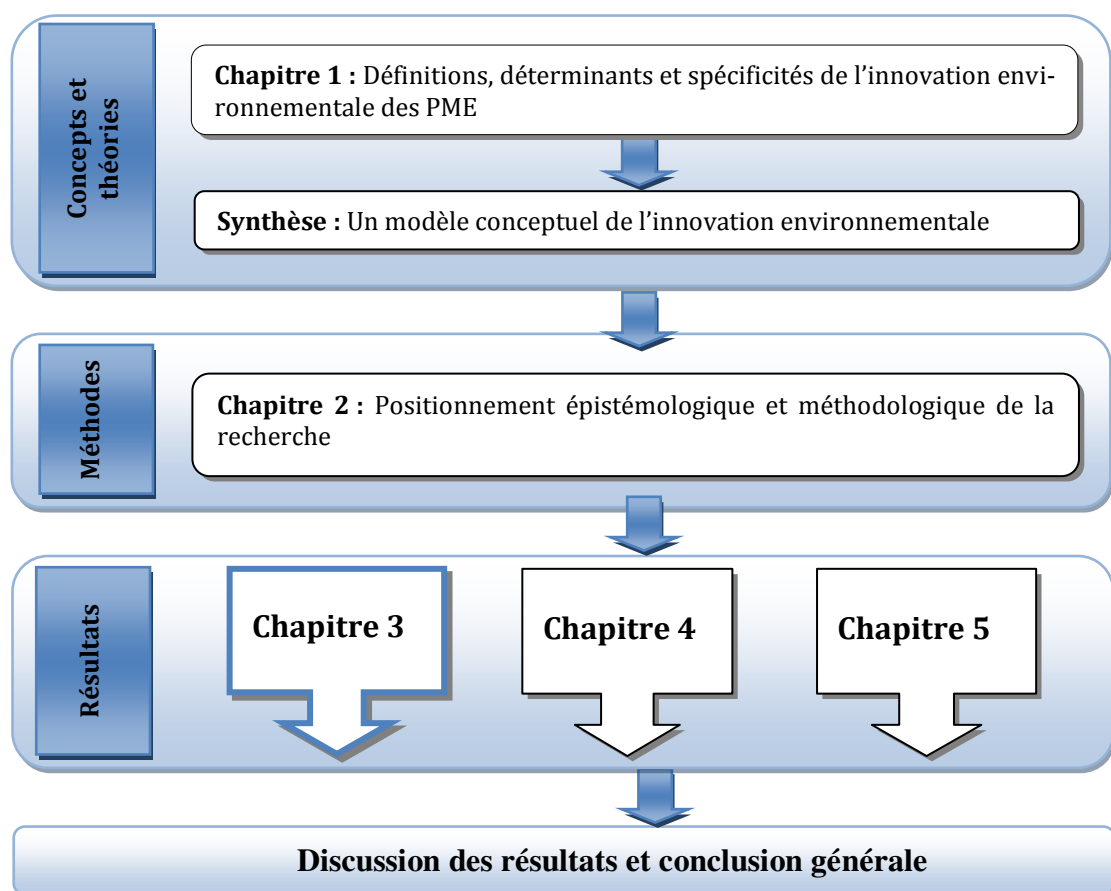 Concepts et
théories
Chapitre 1 : Définitions, déterminants et spécificités de l’innovation envi-
ronnementale des PME
Synthèse : Un modèle conceptuel de l’innovation environnementale
Méthodes
Chapitre 2 : Positionnement épistémologique et méthodologique de la
recherche
Résultats
Chapitre 3
Chapitre 4
Chapitre 5
Discussion des résultats et conclusion générale